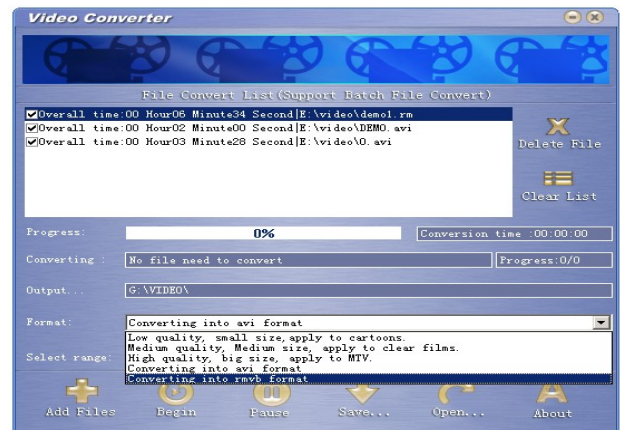 Video Converter
File Convert List(Support Batch File Convert)
Overall time:00 Hour06 Minute34 Second|E:\video\demo1.rm
Overall time:00 Hour02 Minute00 Second|E:\video\DEMO.avi
Overall time:00 Hour03 Minute28 Second|E:\video\O.avi
Delete File
Clear List
Progress:
0%
Conversion time :00:00:00
Converting :
No file need to convert
Progress:0/0
Output...
G:\VIDEO\
Format:
Converting into avi format
Low quality, small size,apply to cartoons.
Medium quality, Medium size, apply to clear films.
Select range:
High quality, big size, apply to MTV.
Converting into avi format
Converting into rmvb format
Add Files
Begin
Pause
Save...
Open...
About